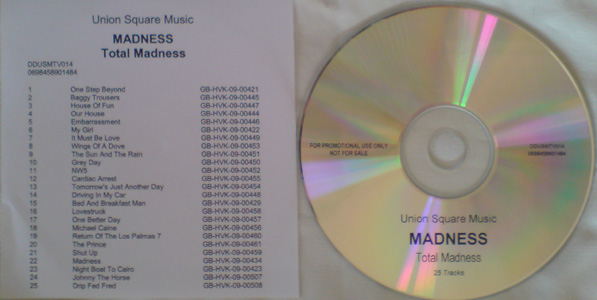 Union Square Music
MADNESS
Total Madness
DDUSMTV014
0698458901484
1 One Step Beyond GB-HVK-09-00421
2 Baggy Trousers GB-HVK-09-00445
3 House Of Fun GB-HVK-09-00447
4 Our House GB-HVK-09-00444
5 Embarrassment GB-HVK-09-00446
6 My Girl GB-HVK-09-00422
7 It Must Be Love GB-HVK-09-00449
8 Wings Of A Dove GB-HVK-09-00463
9 The Sun And The Rain GB-HVK-09-00451
10 Grey Day GB-HVK-09-00450
11 NW5 GB-HVK-09-00452
12 Cardiac Arrest GB-HVK-09-00455
13 Tomorrow's Just Another Day GB-HVK-09-00454
14 Driving In My Car GB-HVK-09-00448
15 Bed And Breakfast Man GB-HVK-09-00429
16 Lovestruck GB-HVK-09-00458
17 One Better Day GB-HVK-09-00457
18 Michael Caine GB-HVK-09-00456
19 Return Of The Los Palmas 7 GB-HVK-09-00460
20 The Prince GB-HVK-09-00461
21 Shut Up GB-HVK-09-00459
22 Madness GB-HVK-09-00434
23 Night Boat To Cairo GB-HVK-09-00423
24 Johnny The Horse GB-HVK-09-00507
25 Drip Fed Fred GB-HVK-09-00508
FOR PROMOTIONAL USE ONLY
NOT FOR SALE
DDUSMTV014
0698458901484
Union Square Music
MADNESS
Total Madness
25 Tracks